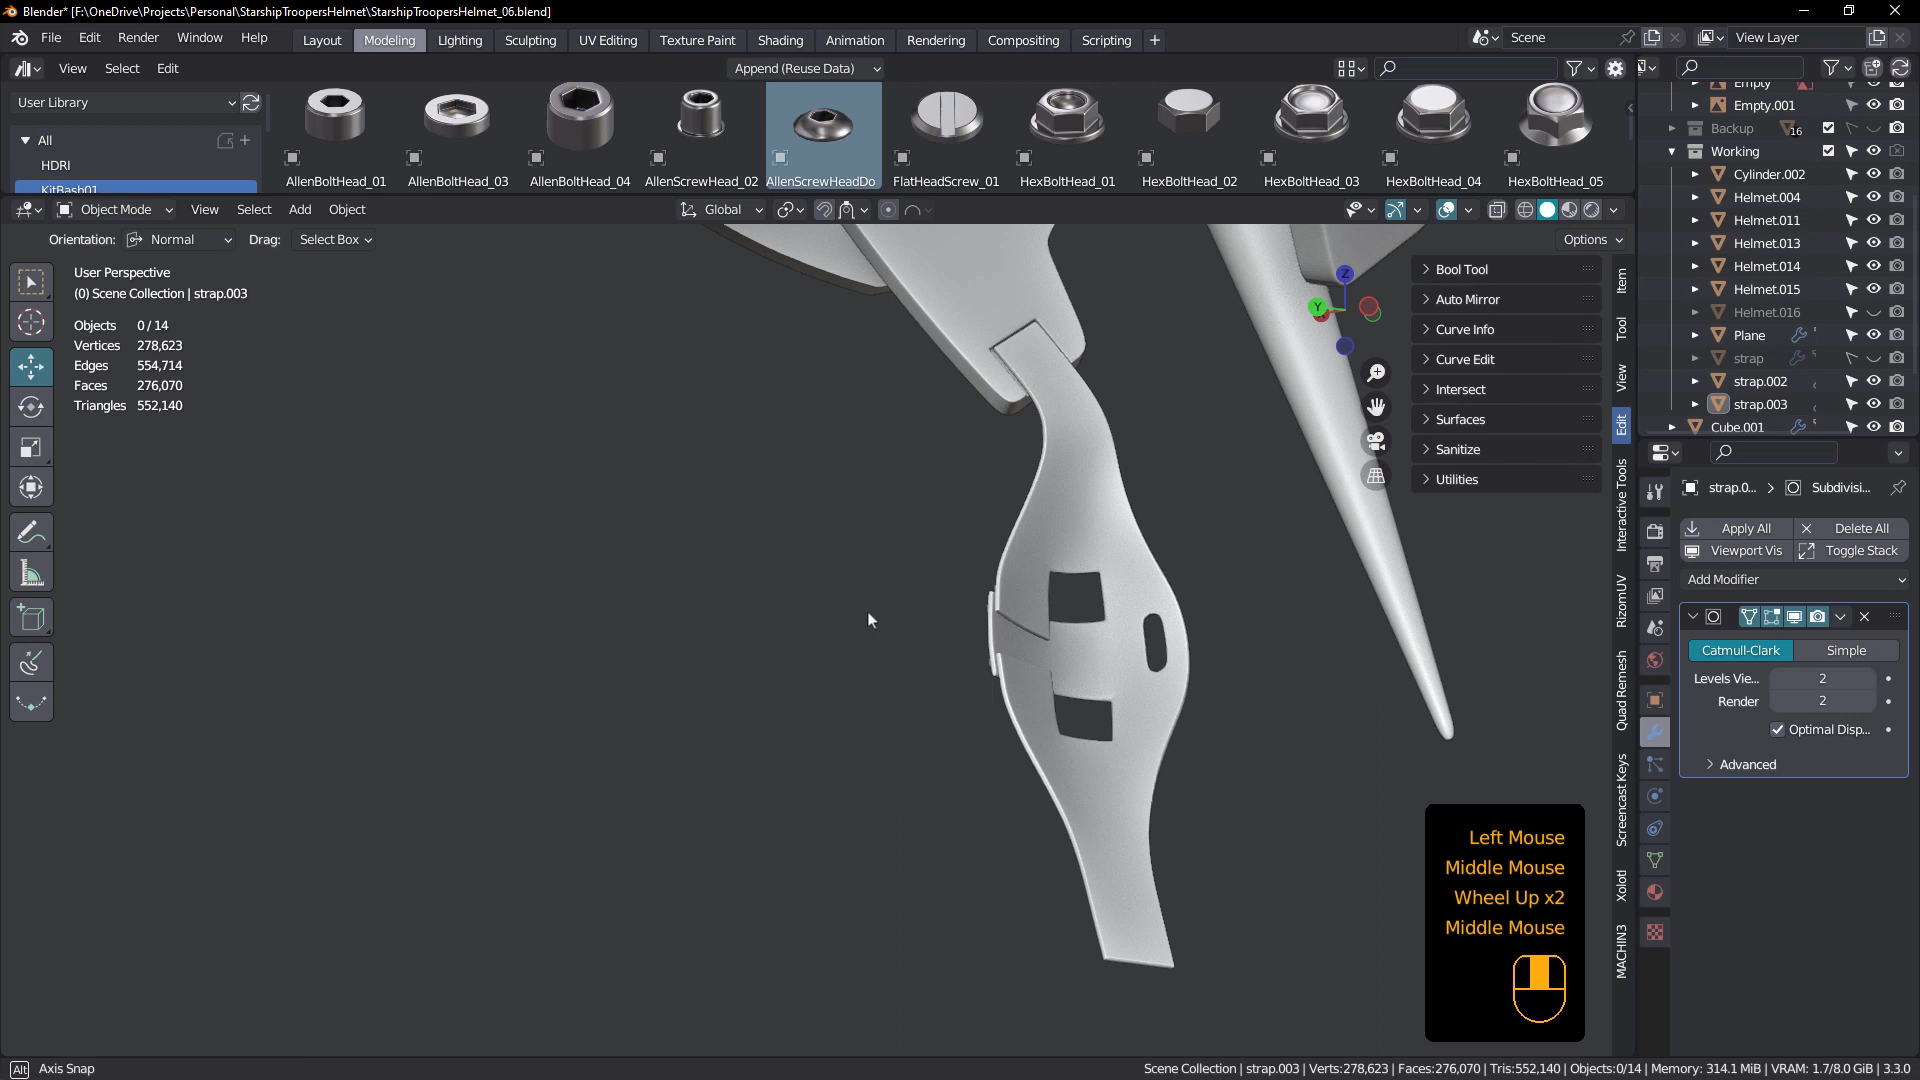 Blender* [F:\OneDrive\Projects\Personal\StarshipTroopersHelmet\StarshipTroopersHelmet_06.blend]
File Edit Render Window Help Layout Modeling LIghting Sculpting UV Editing Texture Paint Shading Animation Rendering Compositing Scripting + Scene View Layer
View Select Edit Append (Reuse Data)
User Library
All
HDRI
KitBash01
AllenBoltHead_01 AllenBoltHead_03 AllenBoltHead_04 AllenScrewHead_02 AllenScrewHeadDo FlatHeadScrew_01 HexBoltHead_01 HexBoltHead_02 HexBoltHead_03 HexBoltHead_04 HexBoltHead_05
Object Mode View Select Add Object Global
Orientation: Normal Drag: Select Box Options
User Perspective
(0) Scene Collection | strap.003
Objects 0 / 14
Vertices 278,623
Edges 554,714
Faces 276,070
Triangles 552,140
Z
Y
Bool Tool
Auto Mirror
Curve Info
Curve Edit
Intersect
Surfaces
Sanitize
Utilities
Item
Tool
View
Edit
Interactive Tools
RizomUV
Quad Remesh
Screencast Keys
Xolotl
MACHIN3
Empty
Empty.001
Backup 16
Working
Cylinder.002
Helmet.004
Helmet.011
Helmet.013
Helmet.014
Helmet.015
Helmet.016
Plane
strap
strap.002
strap.003
Cube.001
strap.0... Subdivisi...
Apply All Delete All
Viewport Vis Toggle Stack
Add Modifier
Catmull-Clark Simple
Levels Vie... 2
Render 2
Optimal Disp...
Advanced
Left Mouse
Middle Mouse
Wheel Up x2
Middle Mouse
Alt Axis Snap
Scene Collection | strap.003 | Verts:278,623 | Faces:276,070 | Tris:552,140 | Objects:0/14 | Memory: 314.1 MiB | VRAM: 1.7/8.0 GiB | 3.3.0